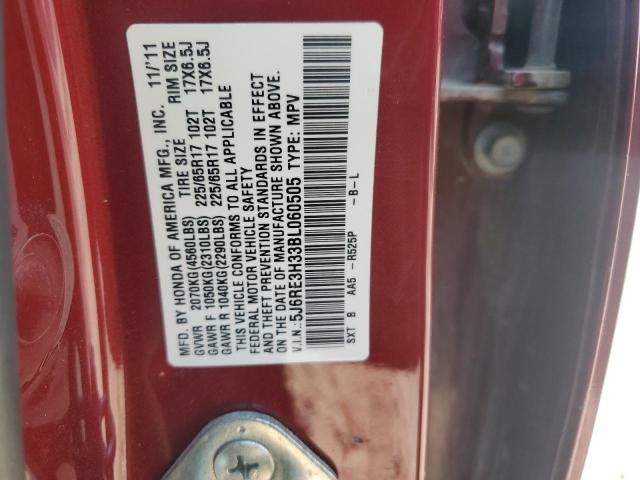 MFD. BY HONDA OF AMERICA MFG., INC. 11/'11
TIRE SIZE RIM SIZE
GVWR 2070KG(4560LBS) 225/65R17 102T 17X6.5J
GAWR F 1050KG(2310LBS) 225/65R17 102T 17X6.5J
GAWR R 1040KG(2290LBS)
THIS VEHICLE CONFORMS TO ALL APPLICABLE
FEDERAL MOTOR VEHICLE SAFETY
AND THEFT PREVENTION STANDARDS IN EFFECT
ON THE DATE OF MANUFACTURE SHOWN ABOVE.
V.I.N.: 5J6RE3H33BL060505 TYPE: MPV
SXT B AA5 - R525P - B-L